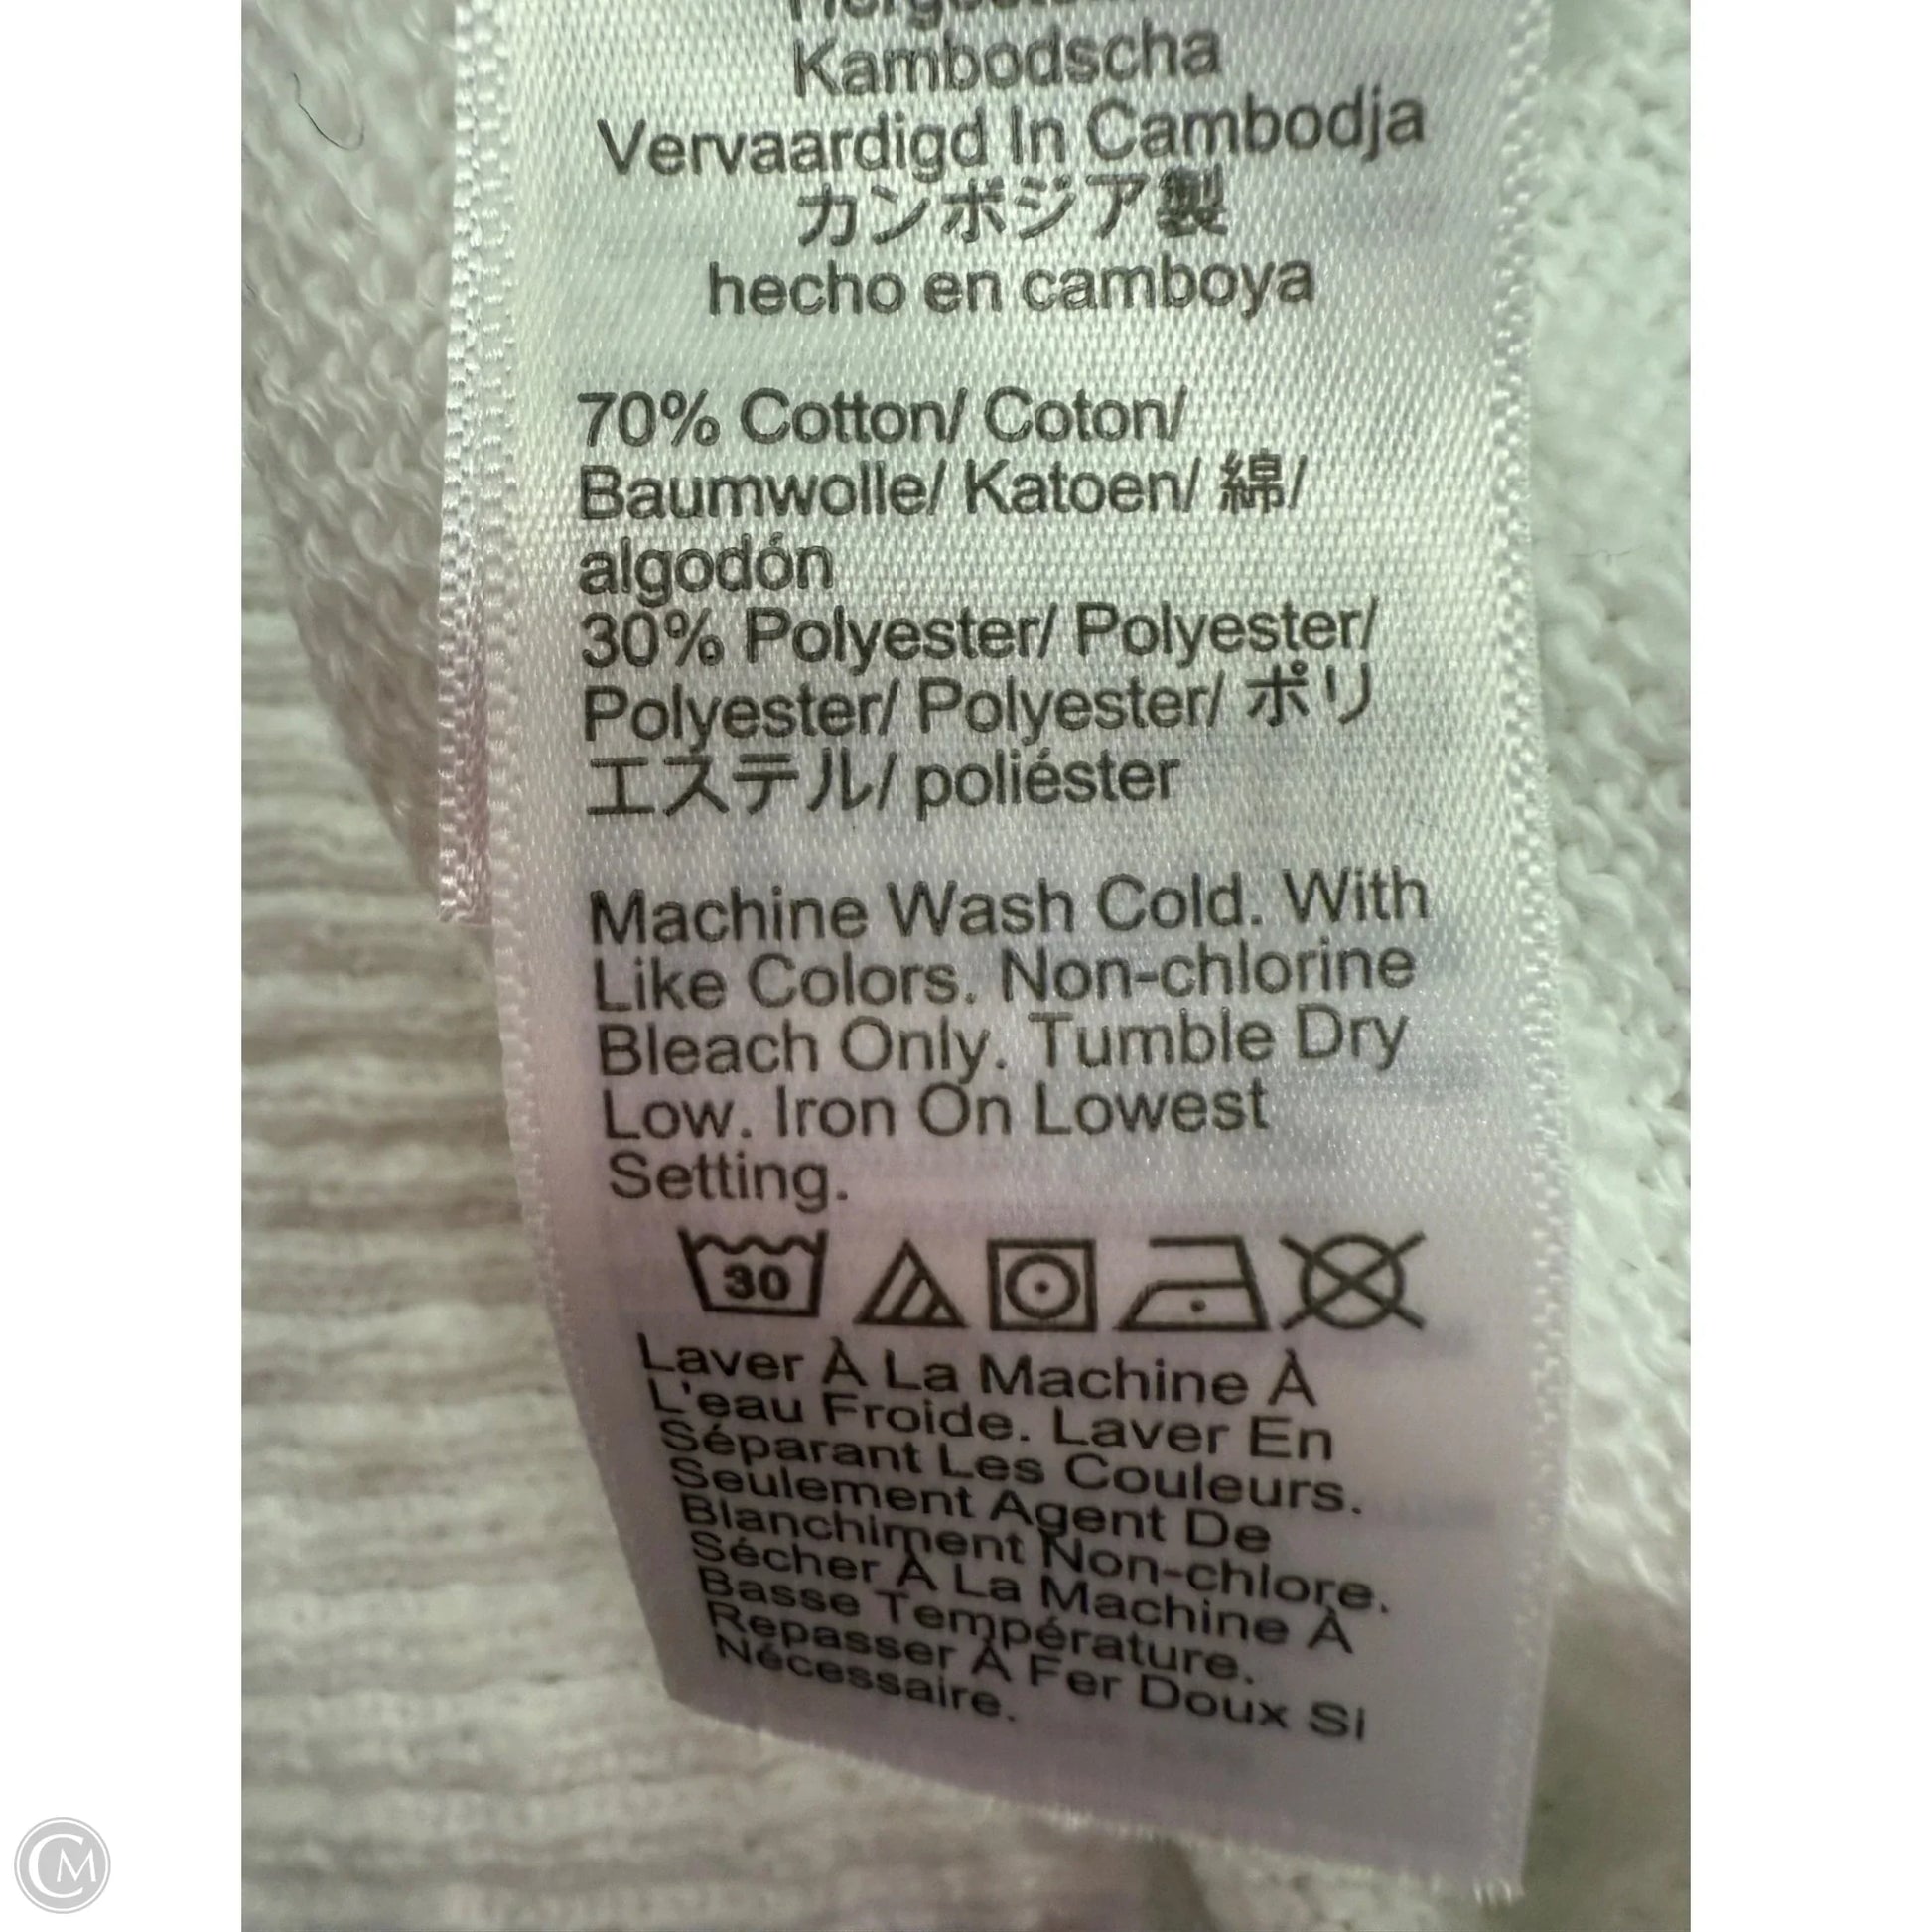 Kambodscha
Vervaardigd In Cambodja
カンボジア製
hecho en camboya
70% Cotton/ Coton/
Baumwolle/ Katoen/ 綿/
algodón
30% Polyester/ Polyester/
Polyester/ Polyester/ ポリ
エステル/ poliéster
Machine Wash Cold. With
Like Colors. Non-chlorine
Bleach Only. Tumble Dry
Low. Iron On Lowest
Setting.
30
Laver À La Machine À
L'eau Froide. Laver En
Séparant Les Couleurs.
Seulement Agent De
Blanchiment Non-chlore.
Sécher À La Machine À
Basse Température.
Repasser À Fer Doux Si
Nécessaire.
CM